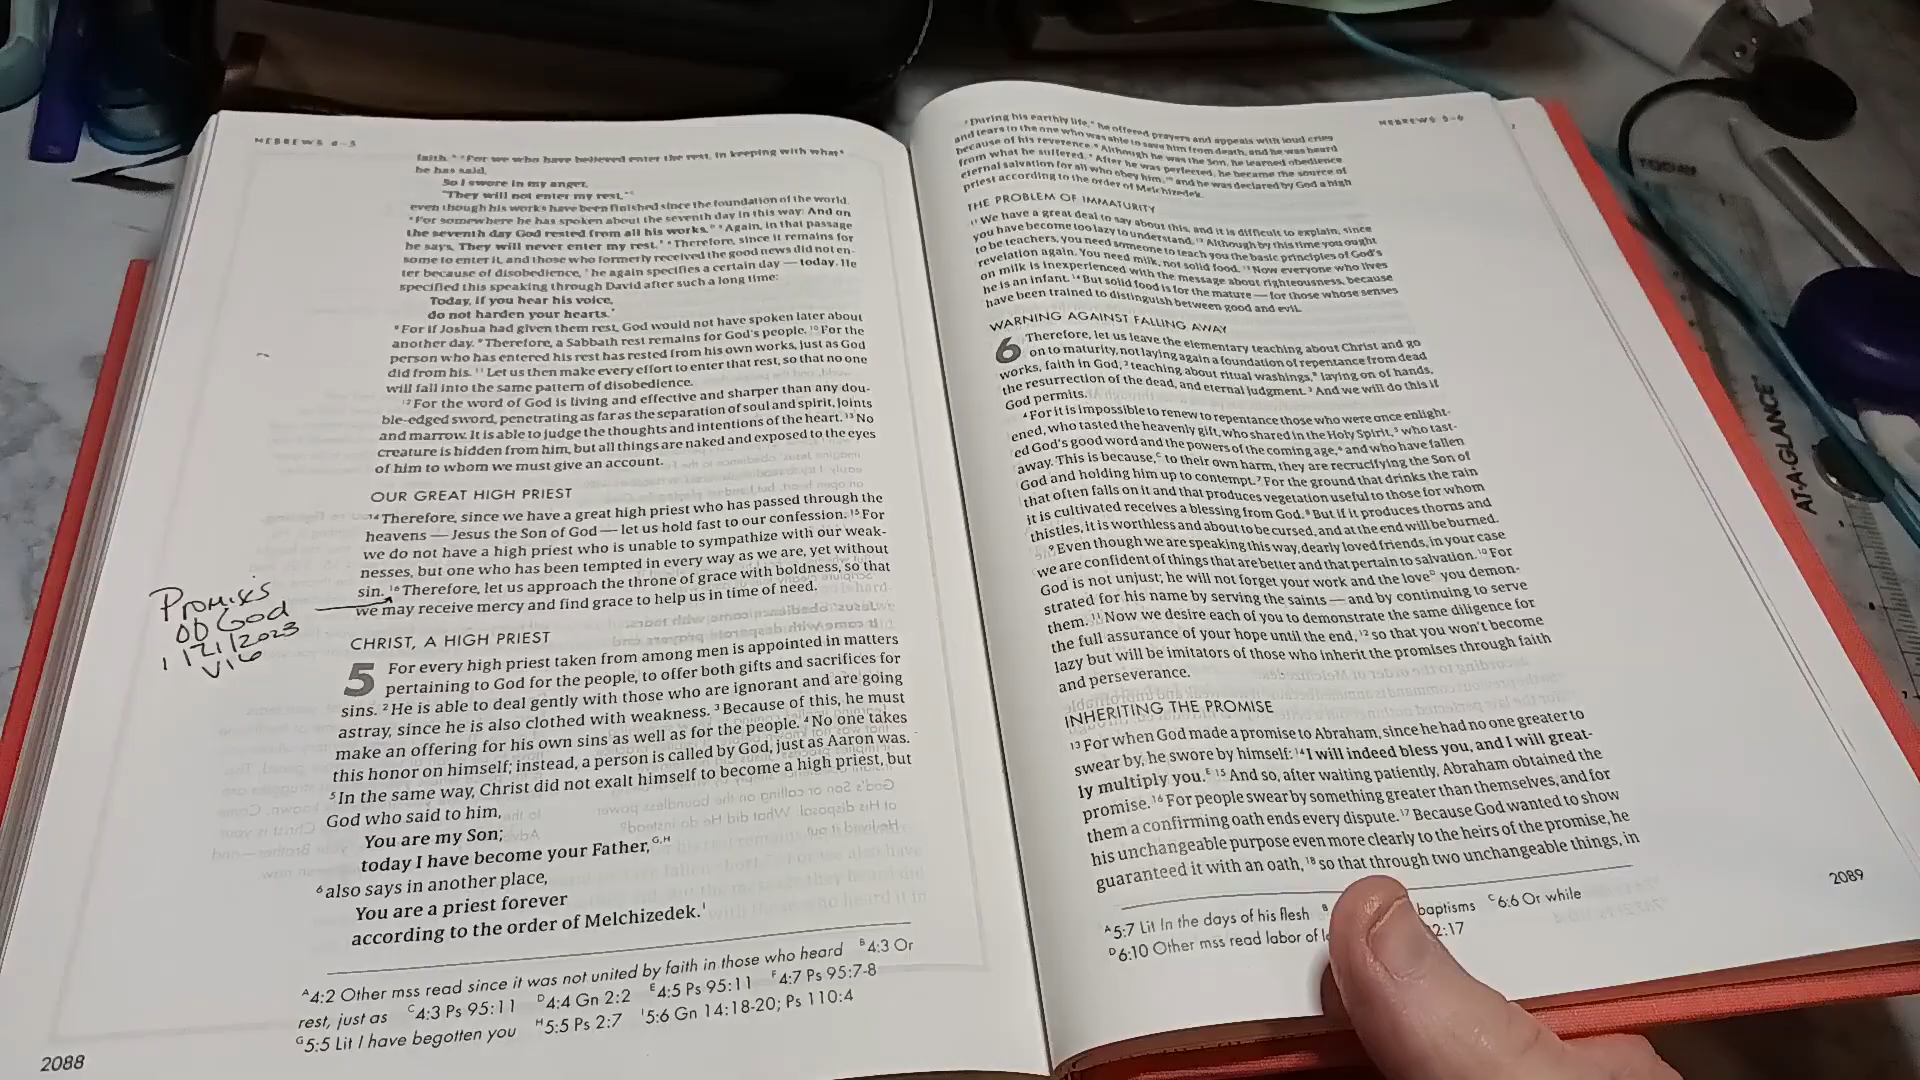 HEBREWS 4–5
faith. ³ For we who have believed enter the rest, in keeping with what
he has said,
So I swore in my anger,
"They will not enter my rest,"
even though his works have been finished since the foundation of the world.
⁴ For somewhere he has spoken about the seventh day in this way: And on
the seventh day God rested from all his works. ⁵ Again, in that passage
he says, They will never enter my rest. ⁶ Therefore, since it remains for
some to enter it, and those who formerly received the good news did not en-
ter because of disobedience, ⁷ he again specifies a certain day — today. He
specified this speaking through David after such a long time:
Today, if you hear his voice,
do not harden your hearts.
⁸ For if Joshua had given them rest, God would not have spoken later about
another day. ⁹ Therefore, a Sabbath rest remains for God's people. ¹⁰ For the
person who has entered his rest has rested from his own works, just as God
did from his. ¹¹ Let us then make every effort to enter that rest, so that no one
will fall into the same pattern of disobedience.
¹² For the word of God is living and effective and sharper than any dou-
ble-edged sword, penetrating as far as the separation of soul and spirit, joints
and marrow. It is able to judge the thoughts and intentions of the heart. ¹³ No
creature is hidden from him, but all things are naked and exposed to the eyes
of him to whom we must give an account.
OUR GREAT HIGH PRIEST
¹⁴ Therefore, since we have a great high priest who has passed through the
heavens — Jesus the Son of God — let us hold fast to our confession. ¹⁵ For
we do not have a high priest who is unable to sympathize with our weak-
nesses, but one who has been tempted in every way as we are, yet without
sin. ¹⁶ Therefore, let us approach the throne of grace with boldness, so that
we may receive mercy and find grace to help us in time of need.
Promises
God
1/21/2023
V16
CHRIST, A HIGH PRIEST
5 For every high priest taken from among men is appointed in matters
pertaining to God for the people, to offer both gifts and sacrifices for
sins. ² He is able to deal gently with those who are ignorant and are going
astray, since he is also clothed with weakness. ³ Because of this, he must
make an offering for his own sins as well as for the people. ⁴ No one takes
this honor on himself; instead, a person is called by God, just as Aaron was.
⁵ In the same way, Christ did not exalt himself to become a high priest, but
God who said to him,
You are my Son;
today I have become your Father,ᴳ,ᴴ
⁶ also says in another place,
You are a priest forever
according to the order of Melchizedek.ᴵ
ᴬ4:2 Other mss read since it was not united by faith in those who heard ᴮ4:3 Or
rest, just as ᶜ4:3 Ps 95:11 ᴰ4:4 Gn 2:2 ᴱ4:5 Ps 95:11 ᶠ4:7 Ps 95:7-8
ᴳ5:5 Lit I have begotten you ᴴ5:5 Ps 2:7 ᴵ5:6 Gn 14:18-20; Ps 110:4
2088
HEBREWS 5–6
⁷ During his earthly life,ᴬ he offered prayers and appeals with loud cries
and tears to the one who was able to save him from death, and he was heard
because of his reverence. ⁸ Although he was the Son, he learned obedience
from what he suffered. ⁹ After he was perfected, he became the source of
eternal salvation for all who obey him, ¹⁰ and he was declared by God a high
priest according to the order of Melchizedek.
THE PROBLEM OF IMMATURITY
¹¹ We have a great deal to say about this, and it is difficult to explain, since
you have become too lazy to understand. ¹² Although by this time you ought
to be teachers, you need someone to teach you the basic principles of God's
revelation again. You need milk, not solid food. ¹³ Now everyone who lives
on milk is inexperienced with the message about righteousness, because
he is an infant. ¹⁴ But solid food is for the mature — for those whose senses
have been trained to distinguish between good and evil.
WARNING AGAINST FALLING AWAY
6 Therefore, let us leave the elementary teaching about Christ and go
on to maturity, not laying again a foundation of repentance from dead
works, faith in God, ² teaching about ritual washings,ᴮ laying on of hands,
the resurrection of the dead, and eternal judgment. ³ And we will do this if
God permits.
⁴ For it is impossible to renew to repentance those who were once enlight-
ened, who tasted the heavenly gift, who shared in the Holy Spirit, ⁵ who tast-
ed God's good word and the powers of the coming age, ⁶ and who have fallen
away. This is because,ᶜ to their own harm, they are recrucifying the Son of
God and holding him up to contempt. ⁷ For the ground that drinks the rain
that often falls on it and that produces vegetation useful to those for whom
it is cultivated receives a blessing from God. ⁸ But if it produces thorns and
thistles, it is worthless and about to be cursed, and at the end will be burned.
⁹ Even though we are speaking this way, dearly loved friends, in your case
we are confident of things that are better and that pertain to salvation. ¹⁰ For
God is not unjust; he will not forget your work and the loveᴰ you demon-
strated for his name by serving the saints — and by continuing to serve
them. ¹¹ Now we desire each of you to demonstrate the same diligence for
the full assurance of your hope until the end, ¹² so that you won't become
lazy but will be imitators of those who inherit the promises through faith
and perseverance.
INHERITING THE PROMISE
¹³ For when God made a promise to Abraham, since he had no one greater to
swear by, he swore by himself: ¹⁴ I will indeed bless you, and I will great-
ly multiply you.ᴱ ¹⁵ And so, after waiting patiently, Abraham obtained the
promise. ¹⁶ For people swear by something greater than themselves, and for
them a confirming oath ends every dispute. ¹⁷ Because God wanted to show
his unchangeable purpose even more clearly to the heirs of the promise, he
guaranteed it with an oath, ¹⁸ so that through two unchangeable things, in
ᴬ5:7 Lit In the days of his flesh ᴮ baptisms ᶜ6:6 Or while
ᴰ6:10 Other mss read labor of 2:17
2089
TODAY
AT-A-GLANCE